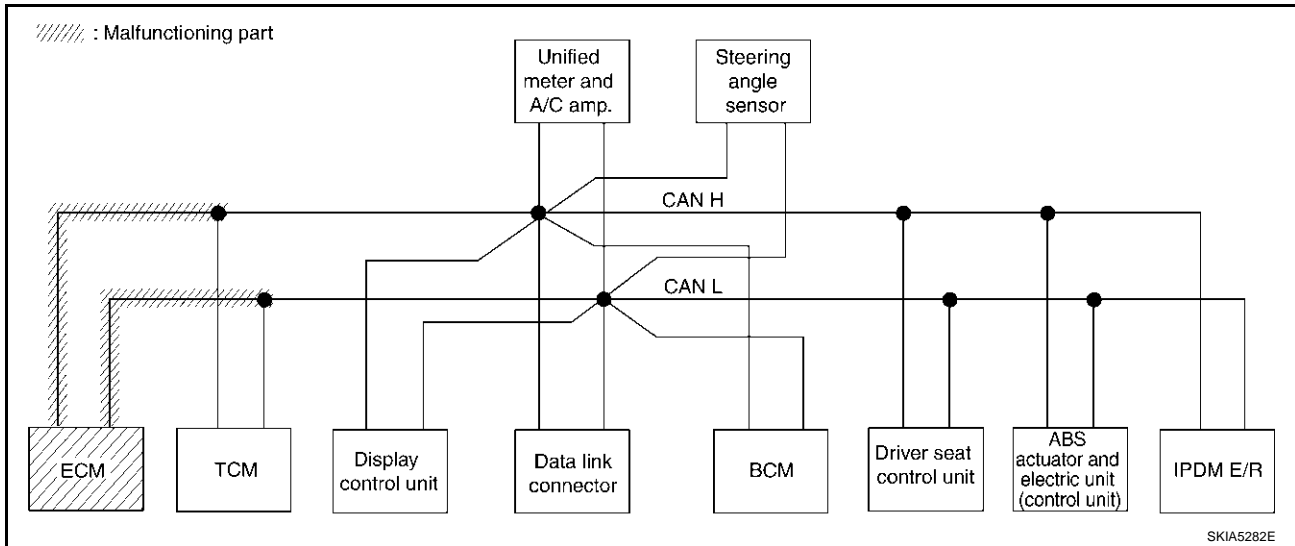 : Malfunctioning part
Unified
meter and
A/C amp.
Steering
angle
sensor
CAN H
CAN L
ECM
TCM
Display
control unit
Data link
connector
BCM
Driver seat
control unit
ABS
actuator and
electric unit
(control unit)
IPDM E/R
SKIA5282E